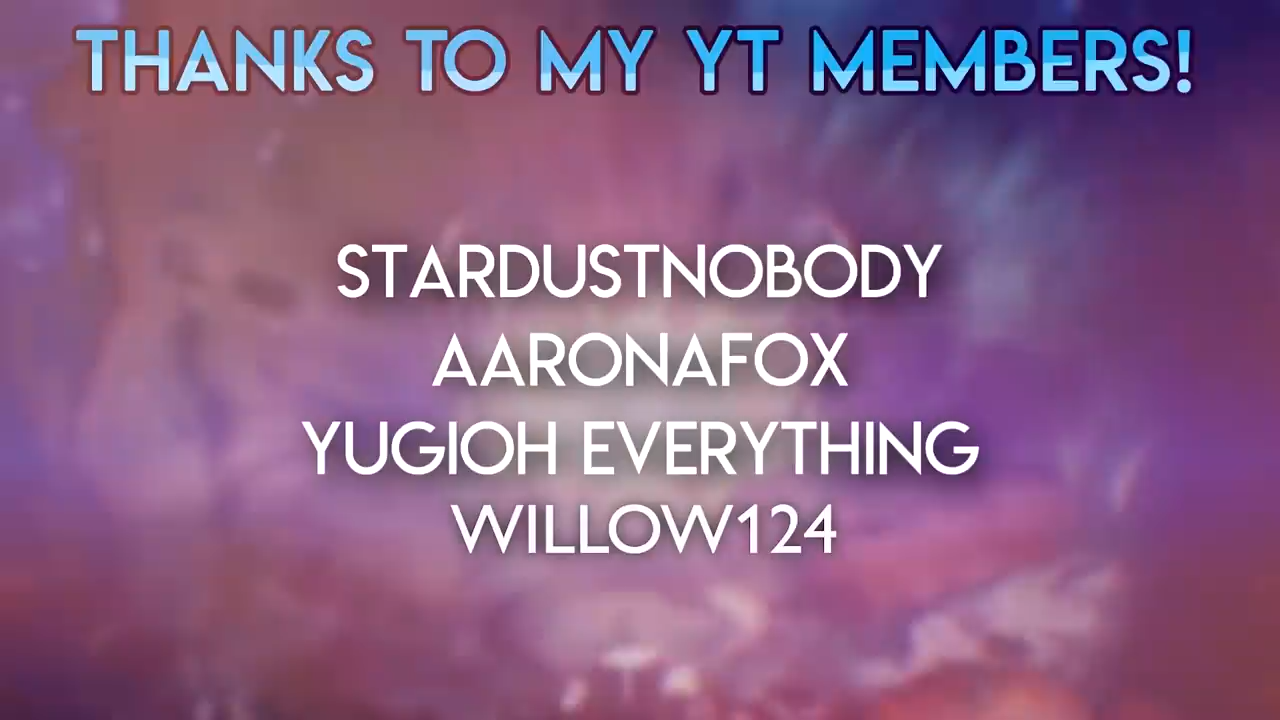 THANKS TO MY YT MEMBERS!
STARDUSTNOBODY
AARONAFOX
YUGIOH EVERYTHING
WILLOW124